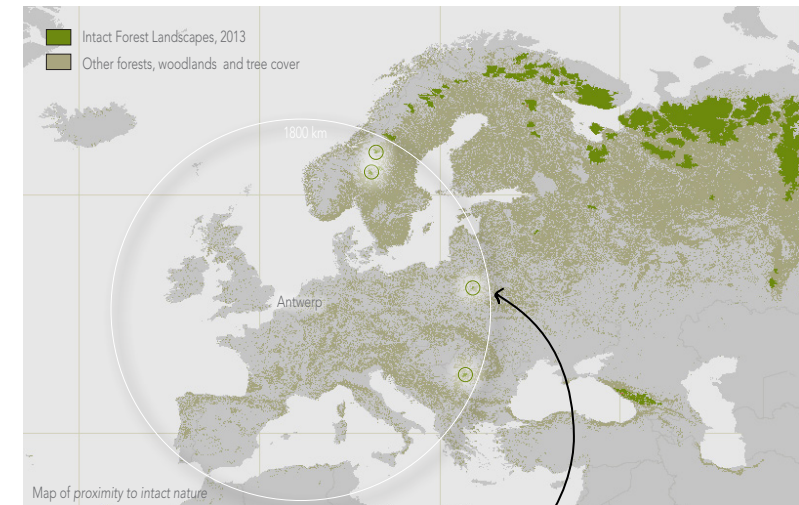 Intact Forest Landscapes, 2013
Other forests, woodlands and tree cover
1800 km
Antwerp
Map of proximity to intact nature